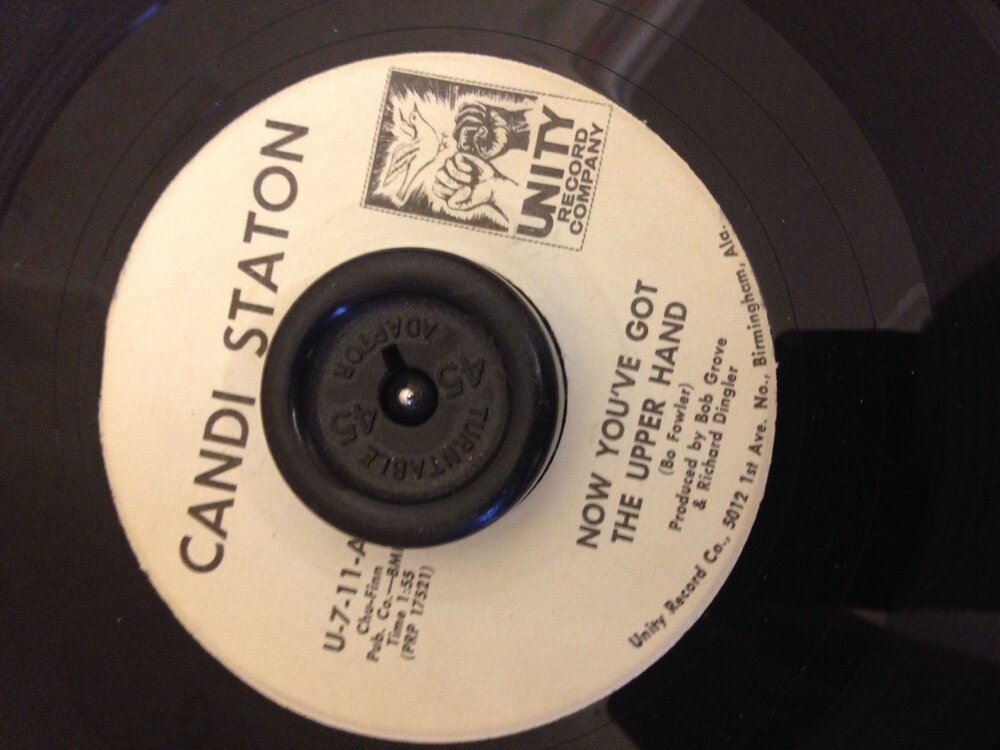 CANDI STATON
UNITY
RECORD
COMPANY
U-7-11-A
Chu-Finn
Pub. Co.—BMI
Time 1:55
(PRP 17521)
TURNTABLE
45 45
ADAPTOR
NOW YOU'VE GOT
THE UPPER HAND
(Bo Fowler)
Produced by Bob Grove
& Richard Dingler
Unity Record Co., 5012 1st Ave. No., Birmingham, Ala.